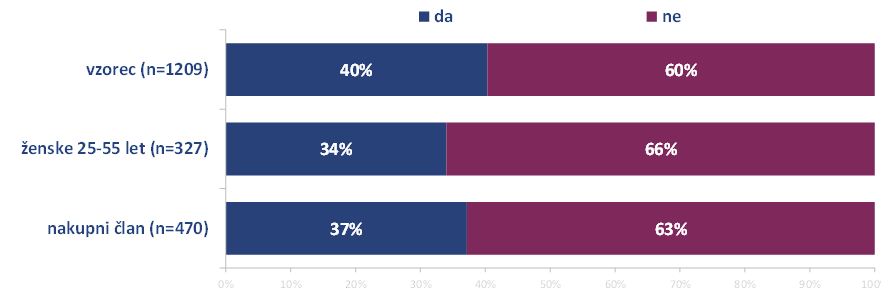 da ne
vzorec (n=1209) 40% 60%
ženske 25-55 let (n=327) 34% 66%
nakupni član (n=470) 37% 63%
0% 10% 20% 30% 40% 50% 60% 70% 80% 90% 100%